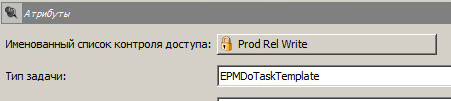 Атрибуты
Именованный список контроля доступа: Prod Rel Write
Тип задачи: EPMDoTaskTemplate